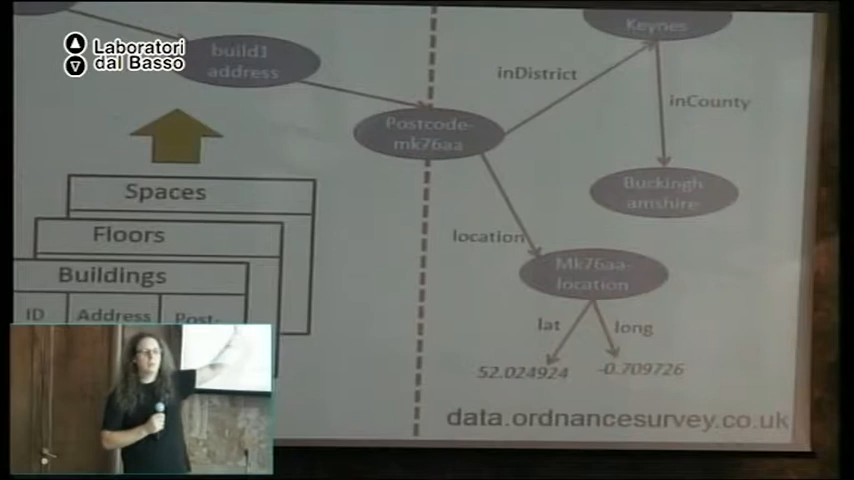 Laboratori
dal Basso
build1
address
Keynes
inDistrict
inCounty
Postcode-
mk76aa
Buckingh
amshire
Spaces
Floors
Buildings
ID Address Post-
location
Mk76aa-
location
lat long
52.024924 -0.709726
data.ordnancesurvey.co.uk